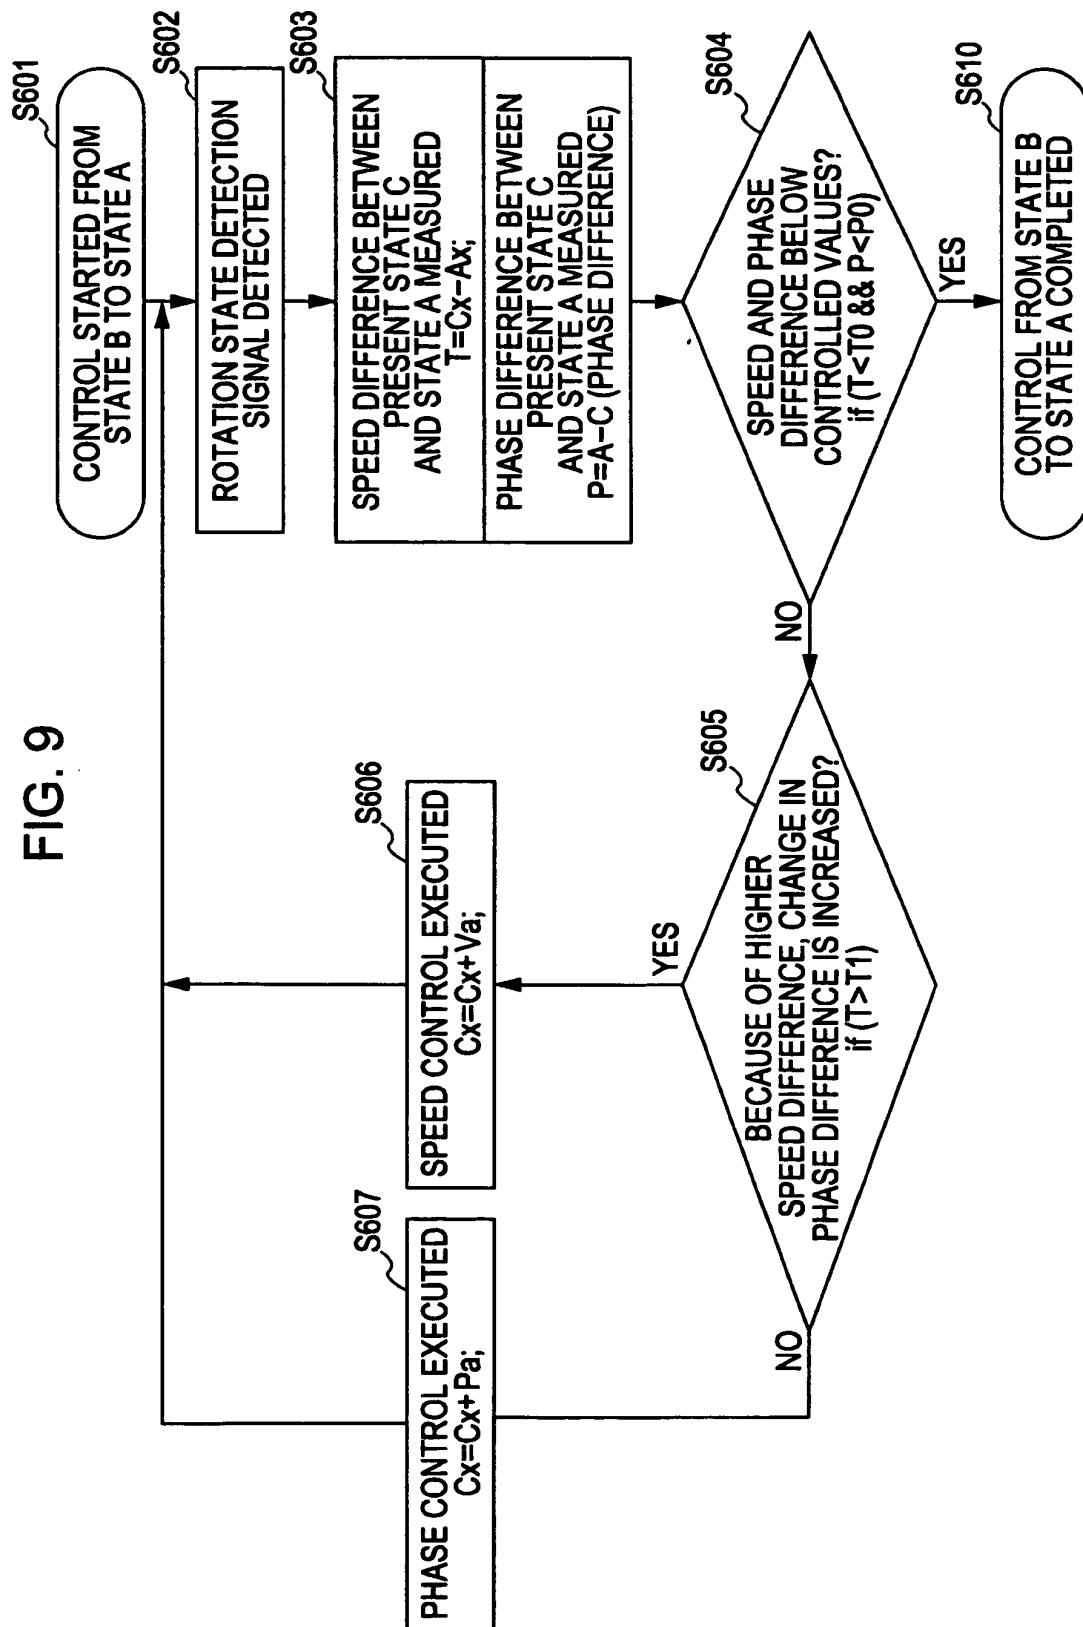 FIG. 9
S601
CONTROL STARTED FROM
STATE B TO STATE A
S602
ROTATION STATE DETECTION
SIGNAL DETECTED
S603
SPEED DIFFERENCE BETWEEN
PRESENT STATE C
AND STATE A MEASURED
T=Cx-Ax;
PHASE DIFFERENCE BETWEEN
PRESENT STATE C
AND STATE A MEASURED
P=A-C (PHASE DIFFERENCE)
S604
SPEED AND PHASE
DIFFERENCE BELOW
CONTROLLED VALUES?
if (T<T0 && P<P0)
YES
NO
S610
CONTROL FROM STATE B
TO STATE A COMPLETED
S605
BECAUSE OF HIGHER
SPEED DIFFERENCE, CHANGE IN
PHASE DIFFERENCE IS INCREASED?
if (T>T1)
YES
NO
S606
SPEED CONTROL EXECUTED
Cx=Cx+Va;
S607
PHASE CONTROL EXECUTED
Cx=Cx+Pa;